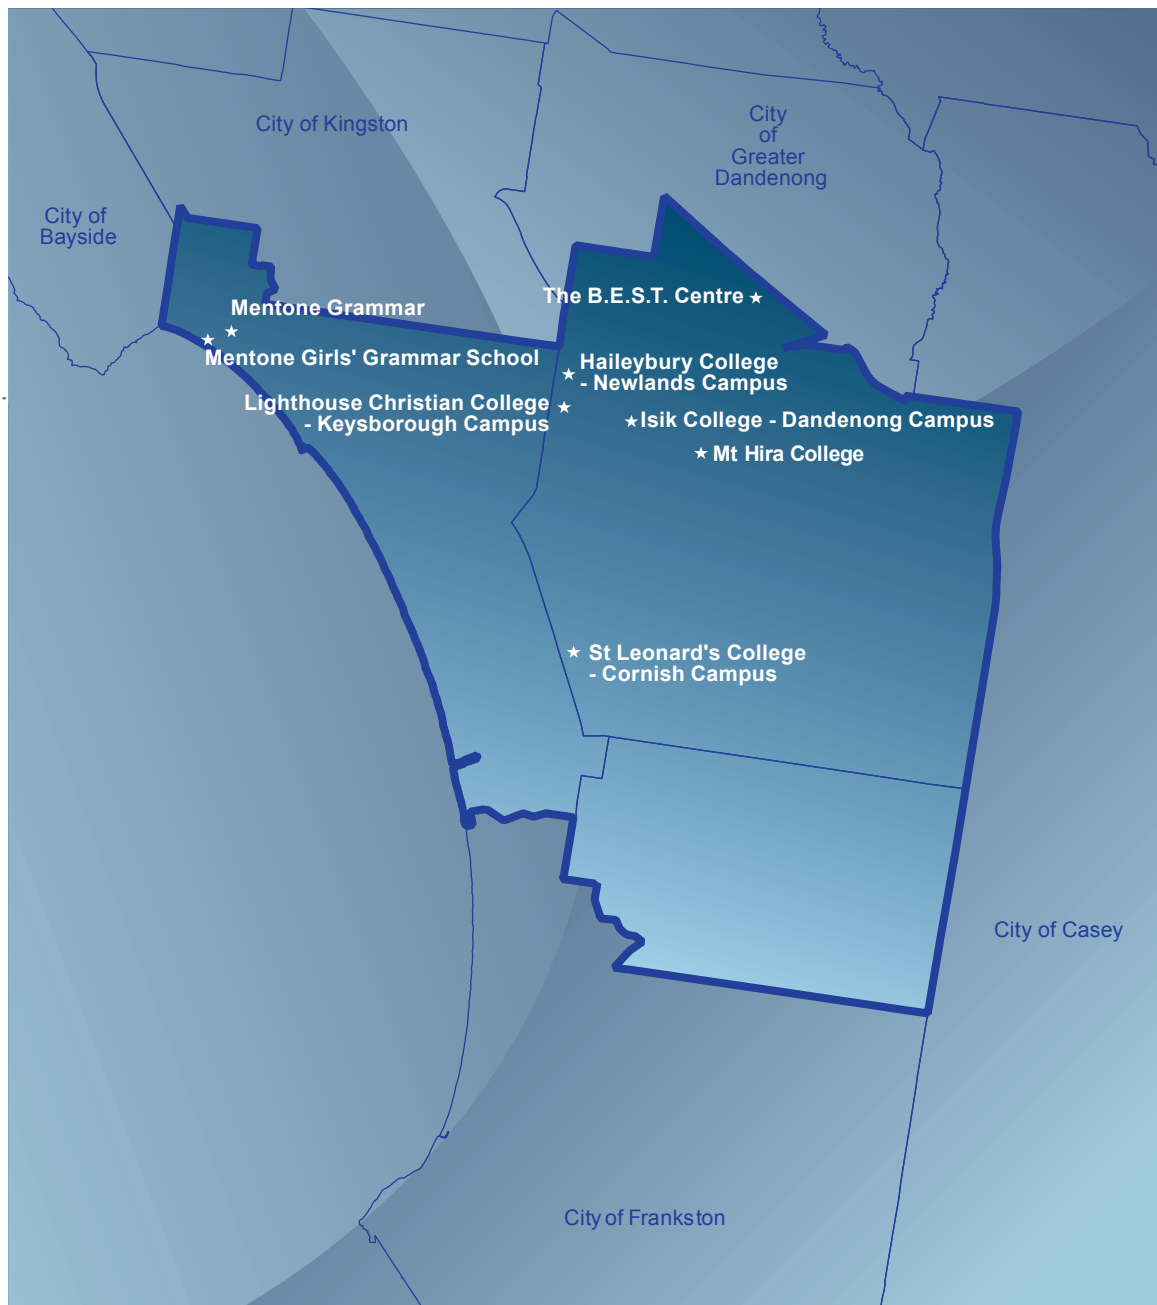 City of Kingston
City
of
Greater
Dandenong
City of
Bayside
The B.E.S.T. Centre
Mentone Grammar
Mentone Girls' Grammar School
Haileybury College
- Newlands Campus
Lighthouse Christian College
- Keysborough Campus
Isik College - Dandenong Campus
Mt Hira College
St Leonard's College
- Cornish Campus
City of Casey
City of Frankston